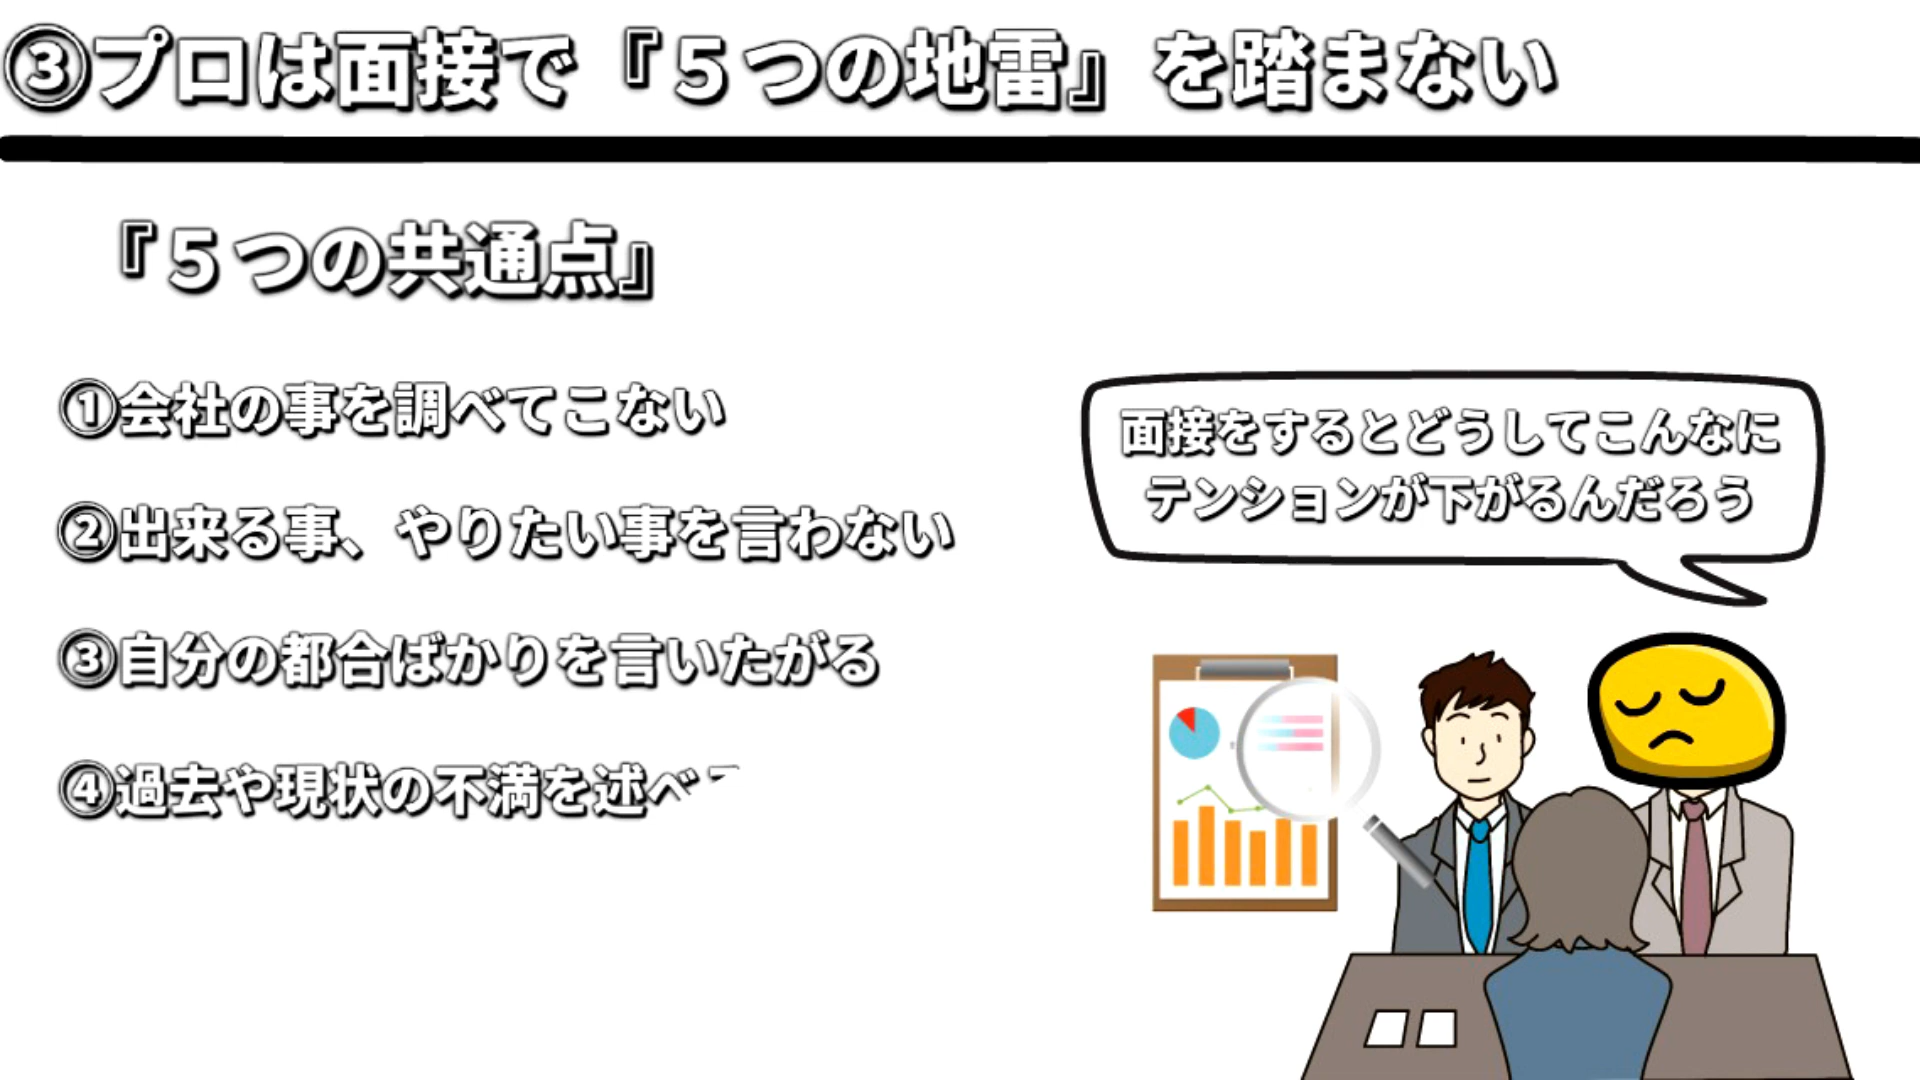 ③プロは面接で『５つの地雷』を踏まない
『５つの共通点』
①会社の事を調べてこない
②出来る事、やりたい事を言わない
③自分の都合ばかりを言いたがる
④過去や現状の不満を述べ
面接をするとどうしてこんなに
テンションが下がるんだろう